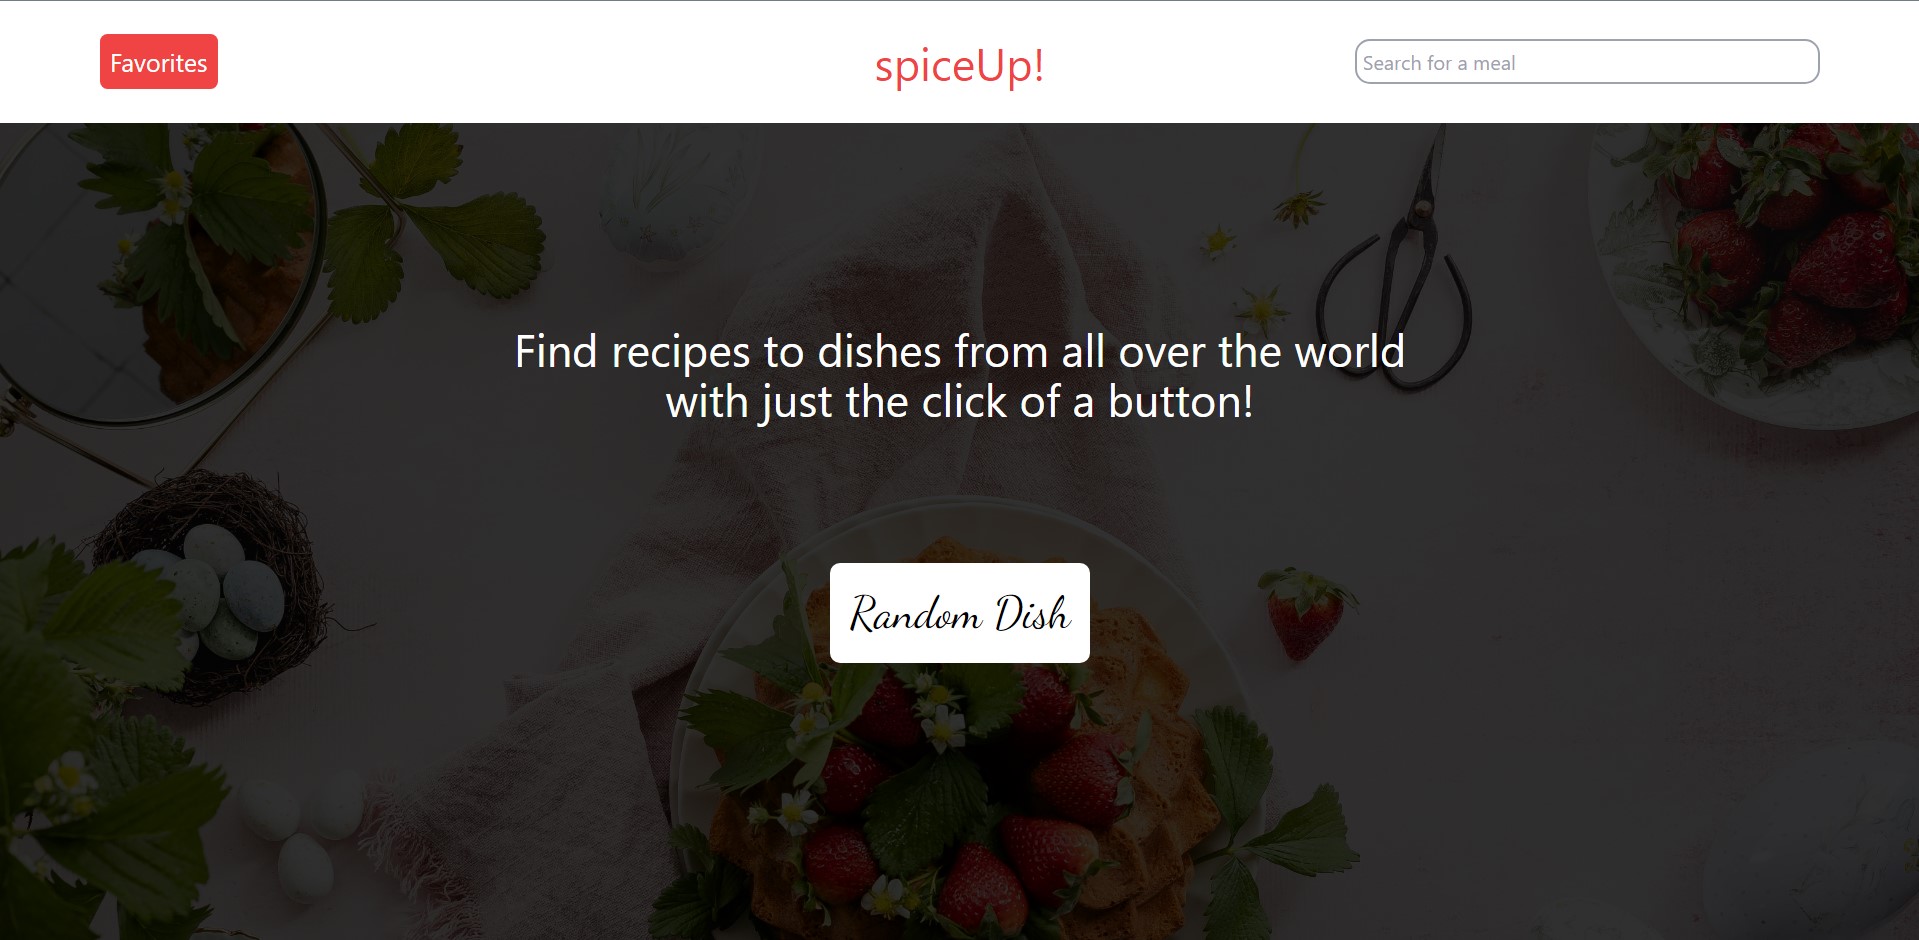 Favorites
spiceUp!
Search for a meal
Find recipes to dishes from all over the world
with just the click of a button!
Random Dish